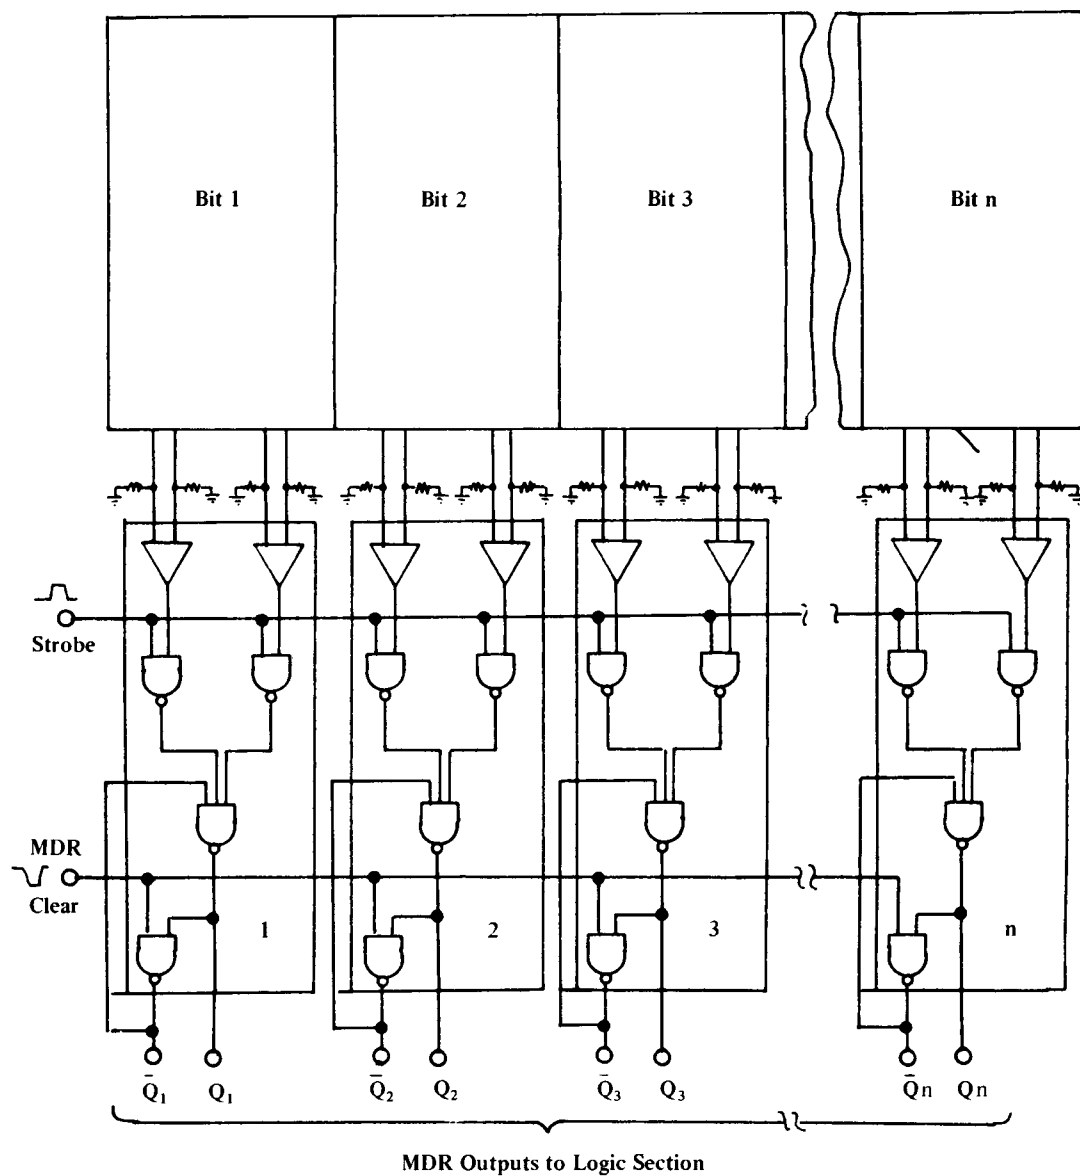 Bit 1
Bit 2
Bit 3
Bit n
Strobe
MDR
Clear
1
2
3
n
Q̄₁
Q₁
Q̄₂
Q₂
Q̄₃
Q₃
Q̄n
Qn
MDR Outputs to Logic Section